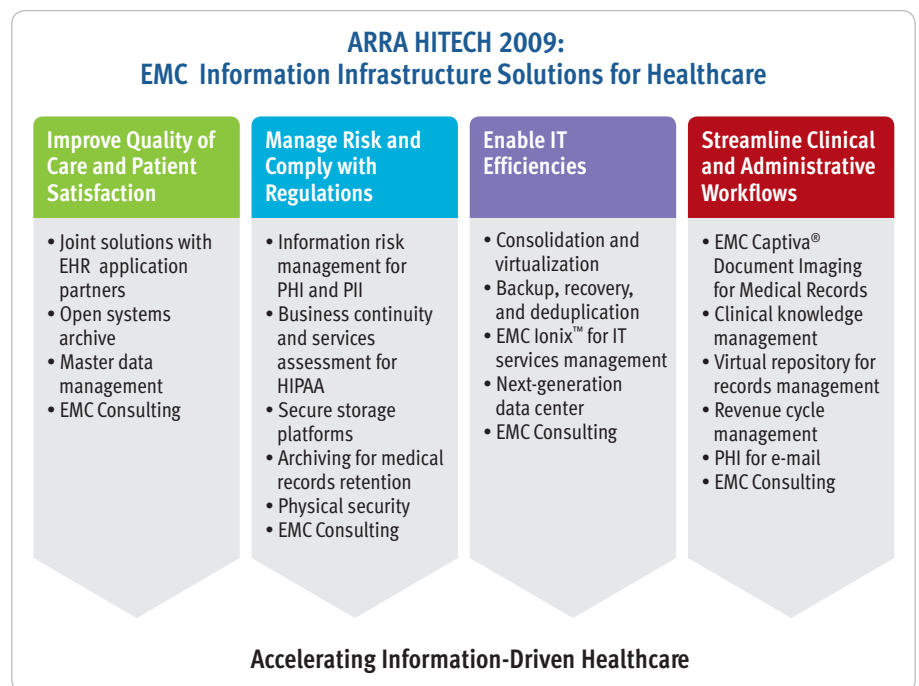 ARRA HITECH 2009:
EMC Information Infrastructure Solutions for Healthcare
Improve Quality of
Care and Patient
Satisfaction
• Joint solutions with
EHR application
partners
• Open systems
archive
• Master data
management
• EMC Consulting
Manage Risk and
Comply with
Regulations
• Information risk
management for
PHI and PII
• Business continuity
and services
assessment for
HIPAA
• Secure storage
platforms
• Archiving for medical
records retention
• Physical security
• EMC Consulting
Enable IT
Efficiencies
• Consolidation and
virtualization
• Backup, recovery,
and deduplication
• EMC Ionix™ for IT
services management
• Next-generation
data center
• EMC Consulting
Streamline Clinical
and Administrative
Workflows
• EMC Captiva®
Document Imaging
for Medical Records
• Clinical knowledge
management
• Virtual repository for
records management
• Revenue cycle
management
• PHI for e-mail
• EMC Consulting
Accelerating Information-Driven Healthcare